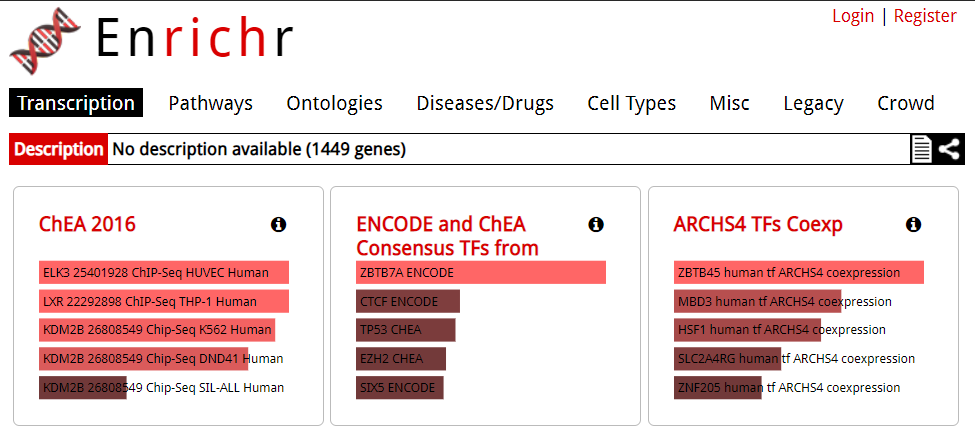 Login | Register
Enrichr
Transcription Pathways Ontologies Diseases/Drugs Cell Types Misc Legacy Crowd
Description No description available (1449 genes)
ChEA 2016
ELK3 25401928 ChIP-Seq HUVEC Human
LXR 22292898 ChIP-Seq THP-1 Human
KDM2B 26808549 Chip-Seq K562 Human
KDM2B 26808549 Chip-Seq DND41 Human
KDM2B 26808549 Chip-Seq SIL-ALL Human
ENCODE and ChEA
Consensus TFs from
ZBTB7A ENCODE
CTCF ENCODE
TP53 CHEA
EZH2 CHEA
SIX5 ENCODE
ARCHS4 TFs Coexp
ZBTB45 human tf ARCHS4 coexpression
MBD3 human tf ARCHS4 coexpression
HSF1 human tf ARCHS4 coexpression
SLC2A4RG human tf ARCHS4 coexpression
ZNF205 human tf ARCHS4 coexpression